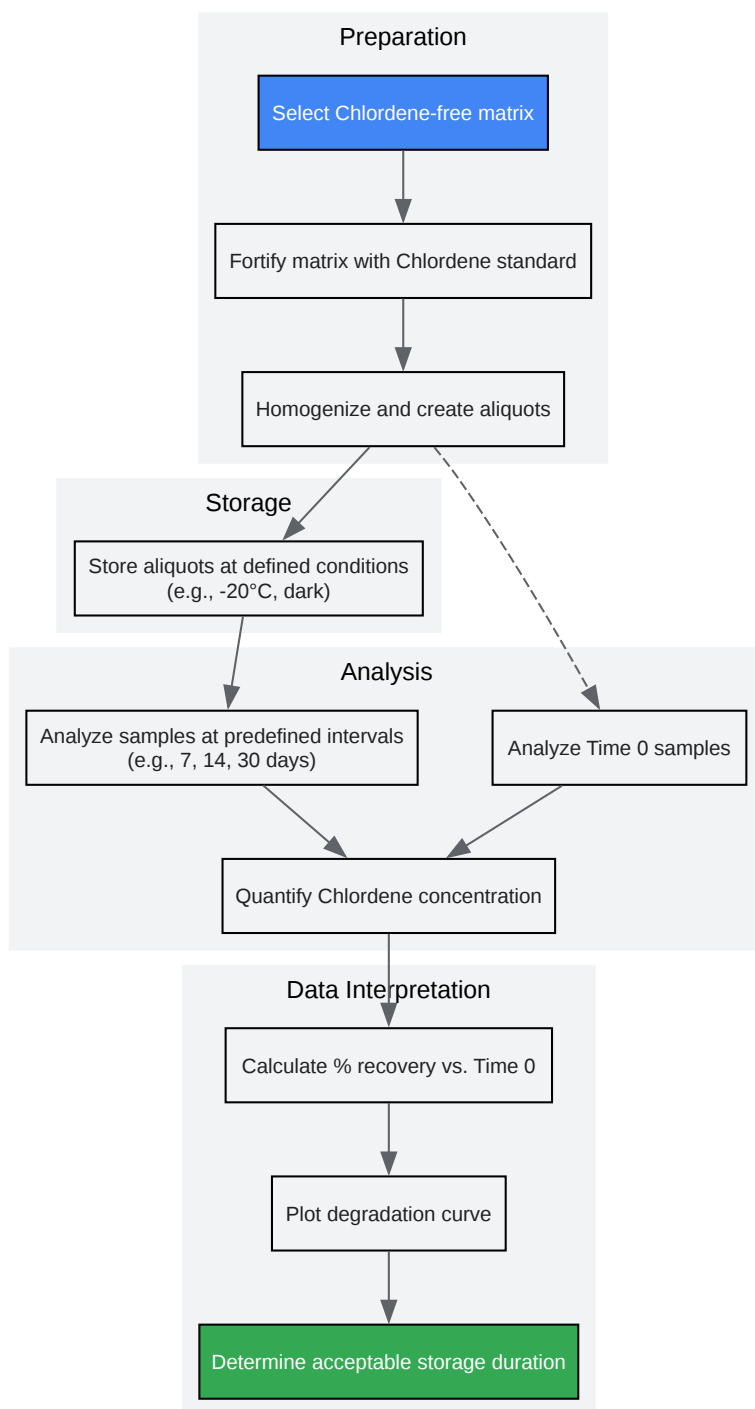 Preparation
Select Chlordene-free matrix
Fortify matrix with Chlordene standard
Homogenize and create aliquots
Storage
Store aliquots at defined conditions
(e.g., -20°C, dark)
Analysis
Analyze samples at predefined intervals
(e.g., 7, 14, 30 days)
Analyze Time 0 samples
Quantify Chlordene concentration
Data Interpretation
Calculate % recovery vs. Time 0
Plot degradation curve
Determine acceptable storage duration